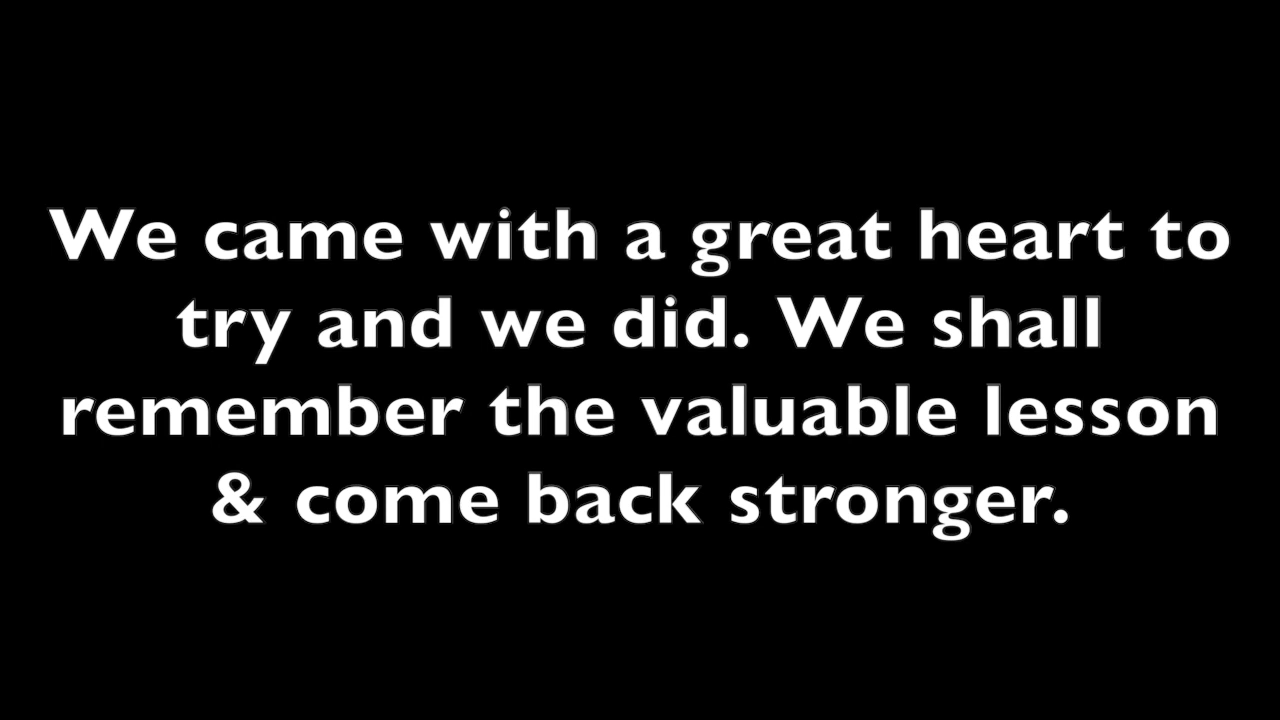 We came with a great heart to
try and we did. We shall
remember the valuable lesson
& come back stronger.